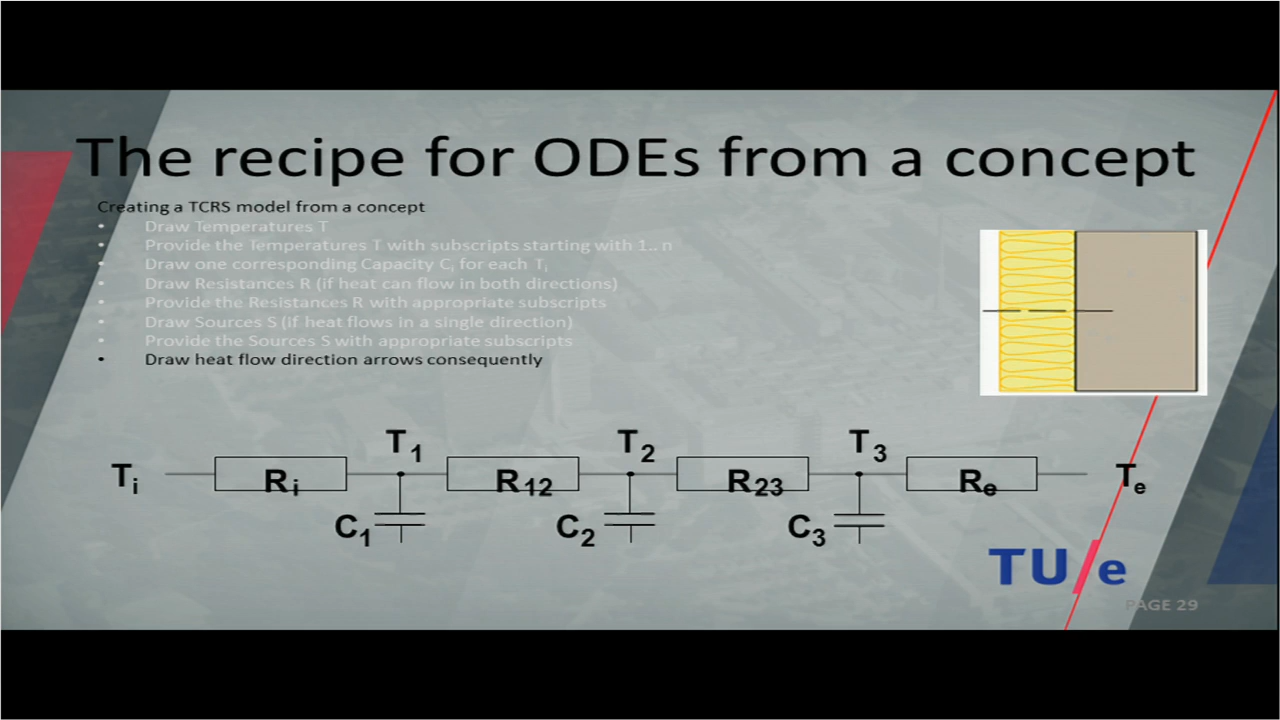 The recipe for ODEs from a concept
Creating a TCRS model from a concept
• Draw Temperatures T
• Provide the Temperatures T with subscripts starting with 1.. n
• Draw one corresponding Capacity Ci for each Ti
• Draw Resistances R (if heat can flow in both directions)
• Provide the Resistances R with appropriate subscripts
• Draw Sources S (if heat flows in a single direction)
• Provide the Sources S with appropriate subscripts
• Draw heat flow direction arrows consequently
T1 T2 T3
Ti Ri R12 R23 Re Te
C1 C2 C3
TU/e
PAGE 29